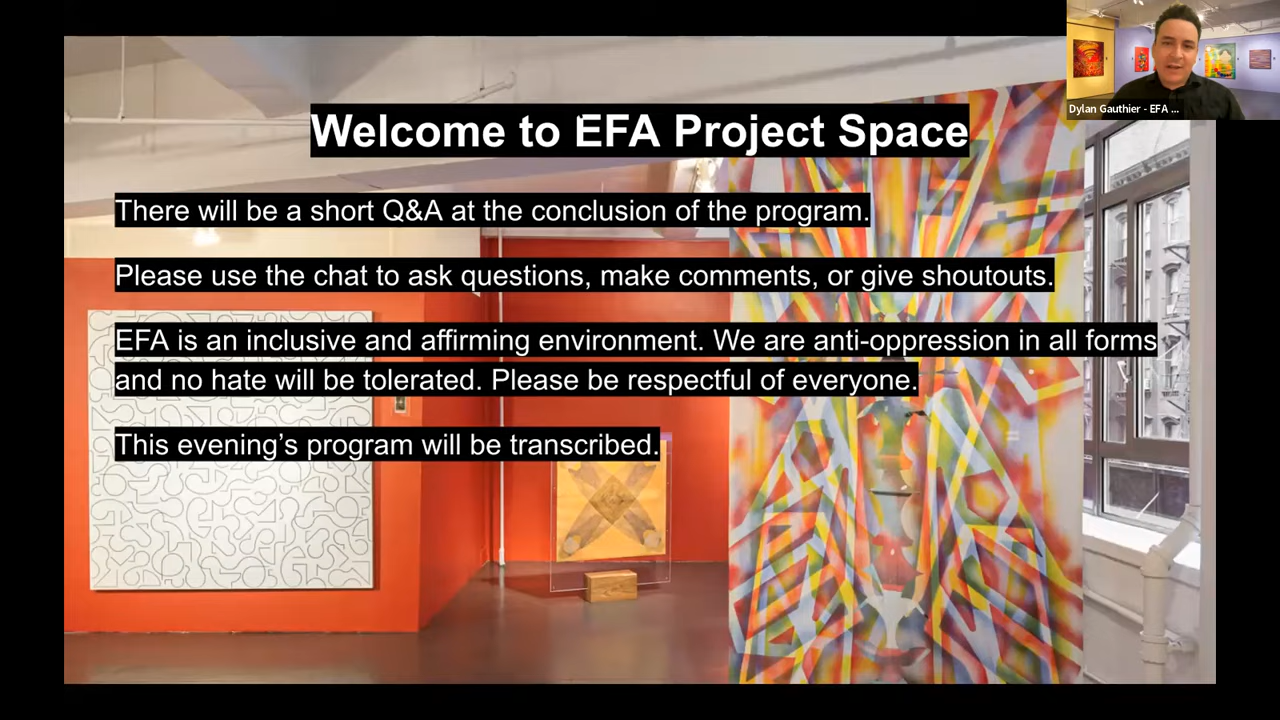 Welcome to EFA Project Space
There will be a short Q&A at the conclusion of the program.
Please use the chat to ask questions, make comments, or give shoutouts.
EFA is an inclusive and affirming environment. We are anti-oppression in all forms
and no hate will be tolerated. Please be respectful of everyone.
This evening’s program will be transcribed.
Dylan Gauthier - EFA ...